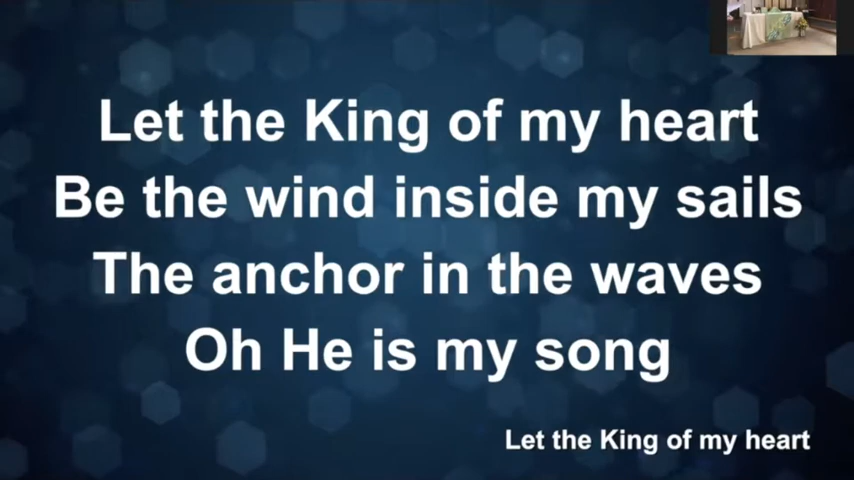 Let the King of my heart
Be the wind inside my sails
The anchor in the waves
Oh He is my song
Let the King of my heart